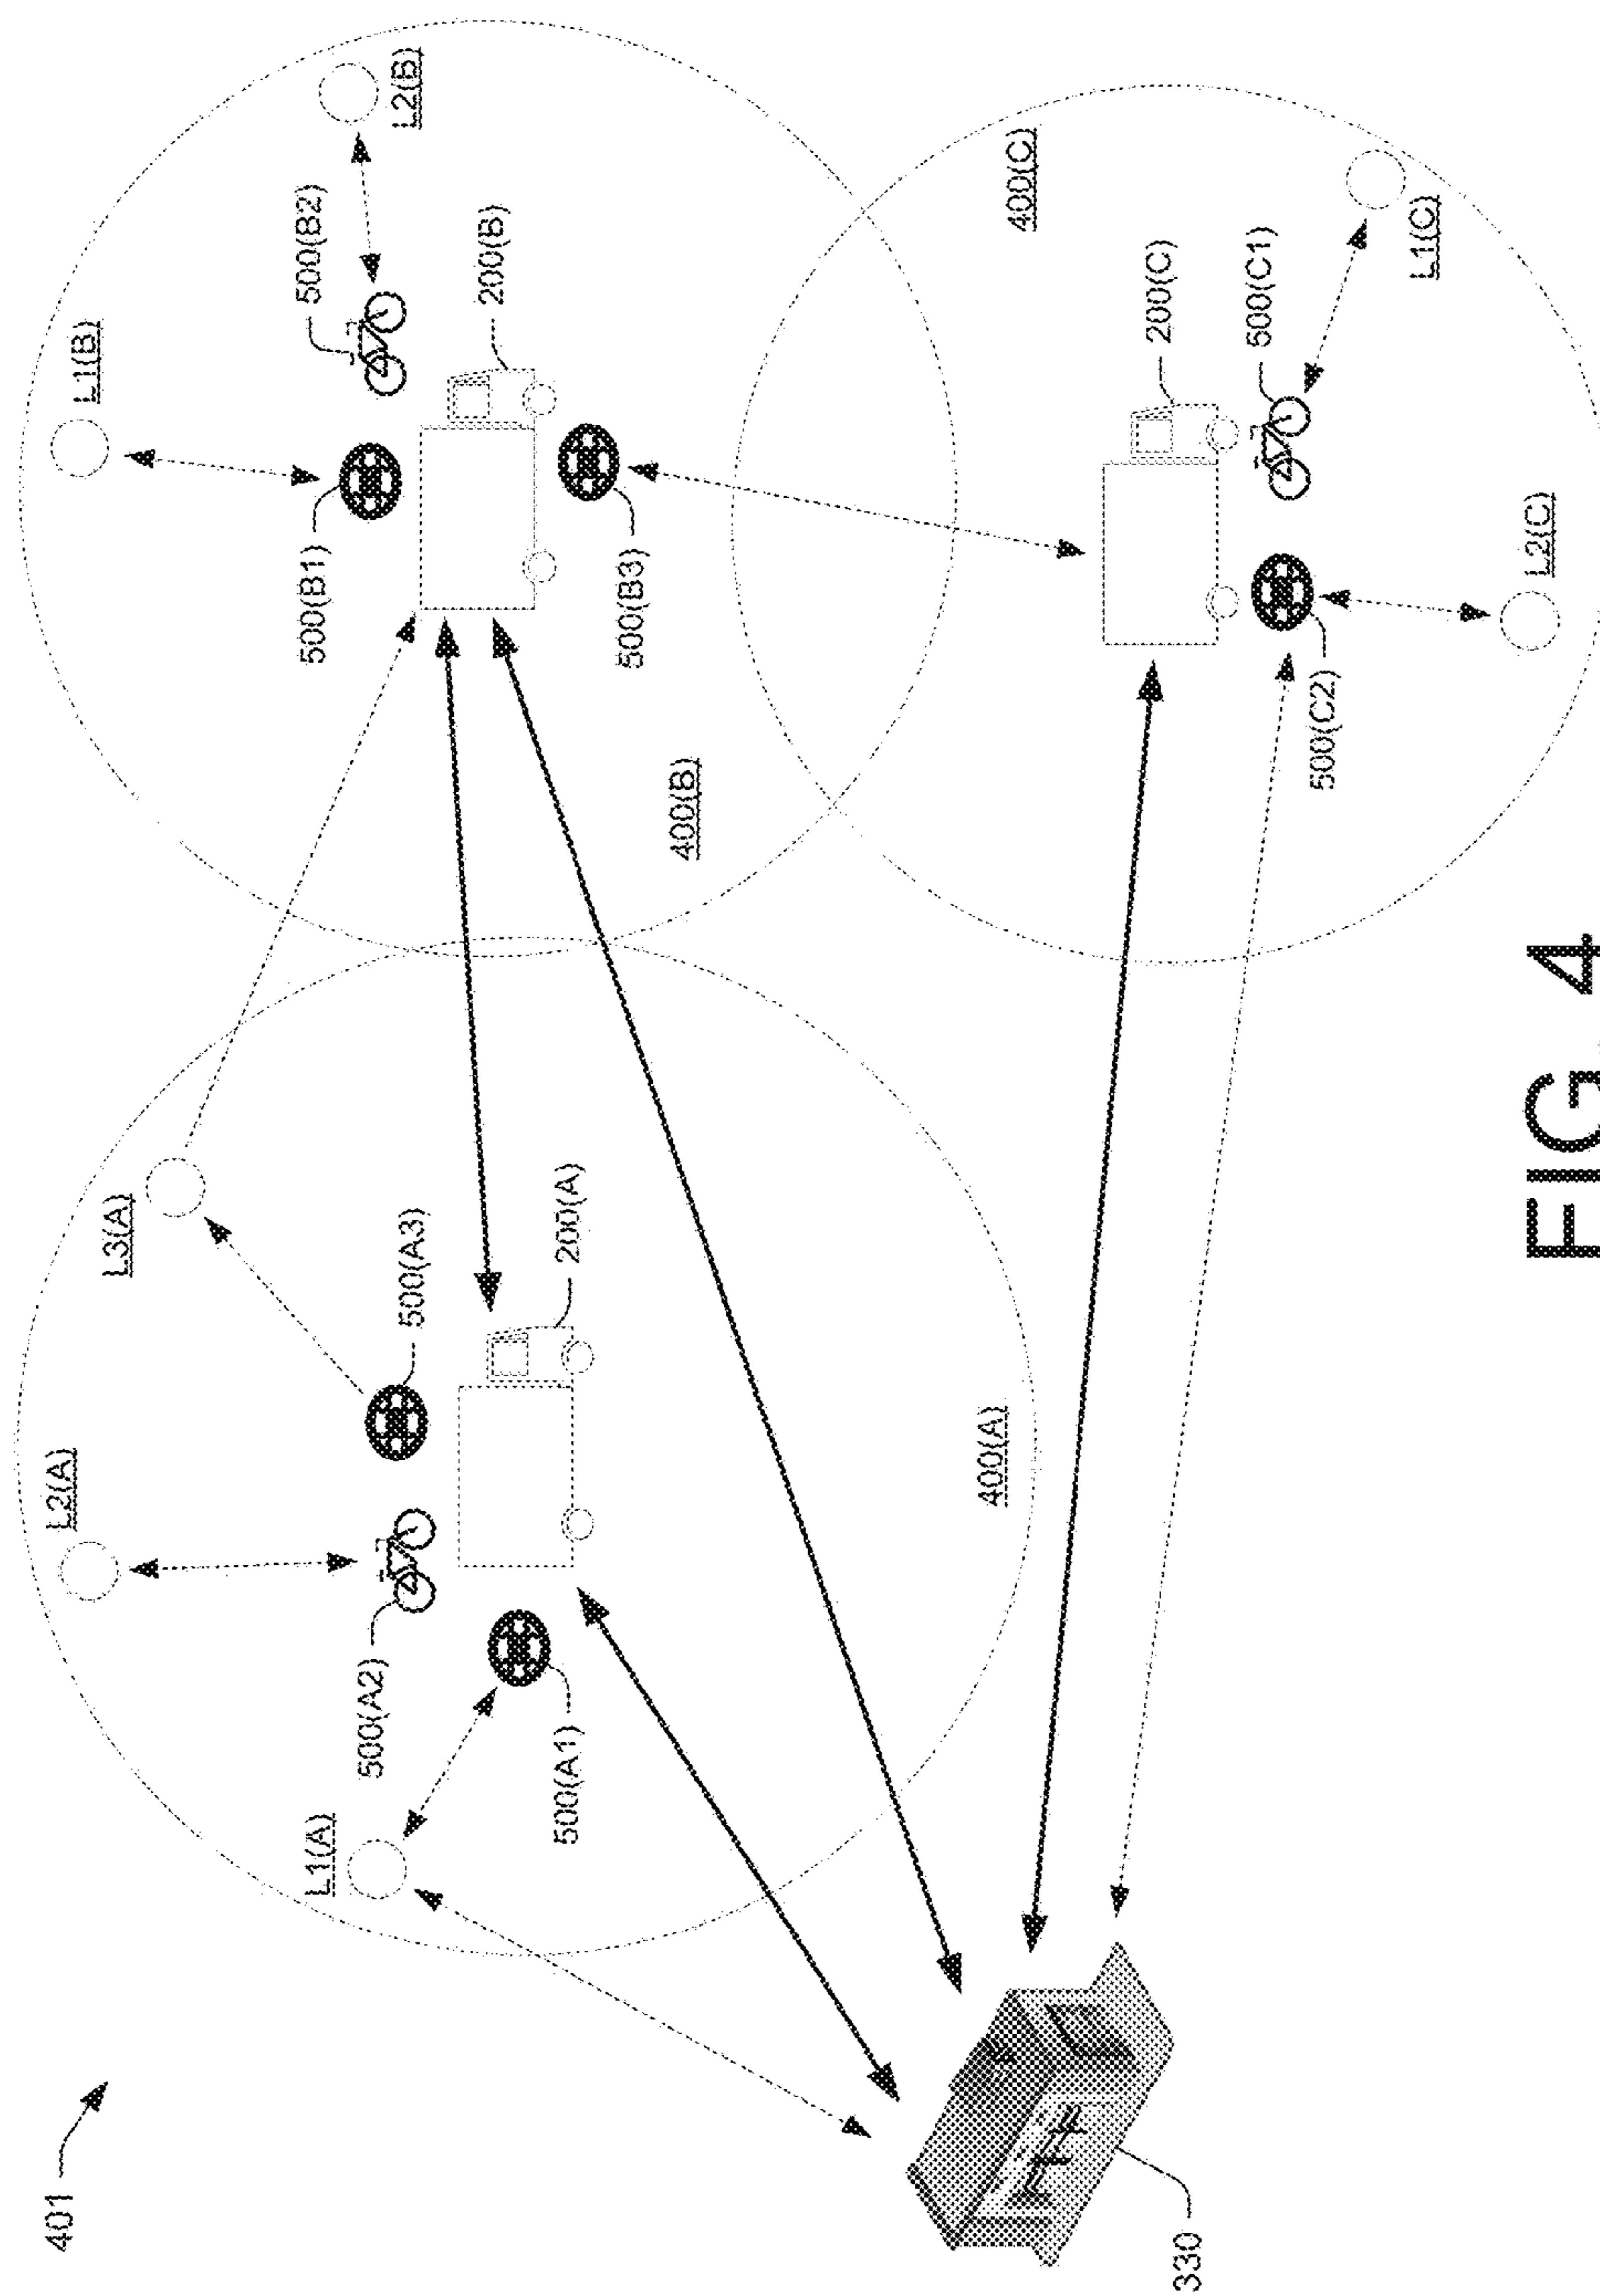 401
L1(A)
L2(A)
L3(A)
500(A2)
500(A3)
500(A1)
200(A)
400(A)
L1(B)
L2(B)
500(B2)
500(B1)
200(B)
500(B3)
400(B)
400(C)
200(C)
500(C1)
500(C2)
L1(C)
L2(C)
330
FIG. 4